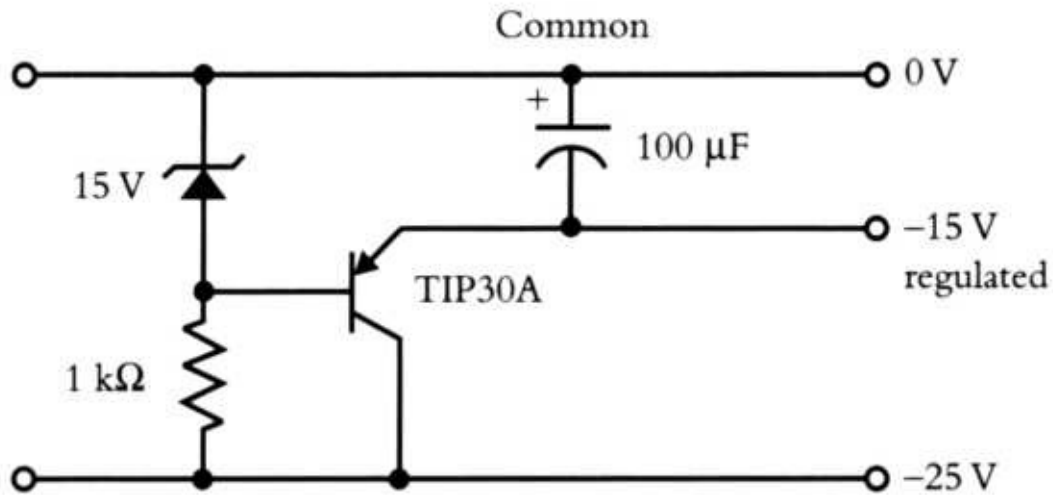 Common
0 V
+
100 µF
15 V
–15 V
regulated
TIP30A
1 kΩ
–25 V